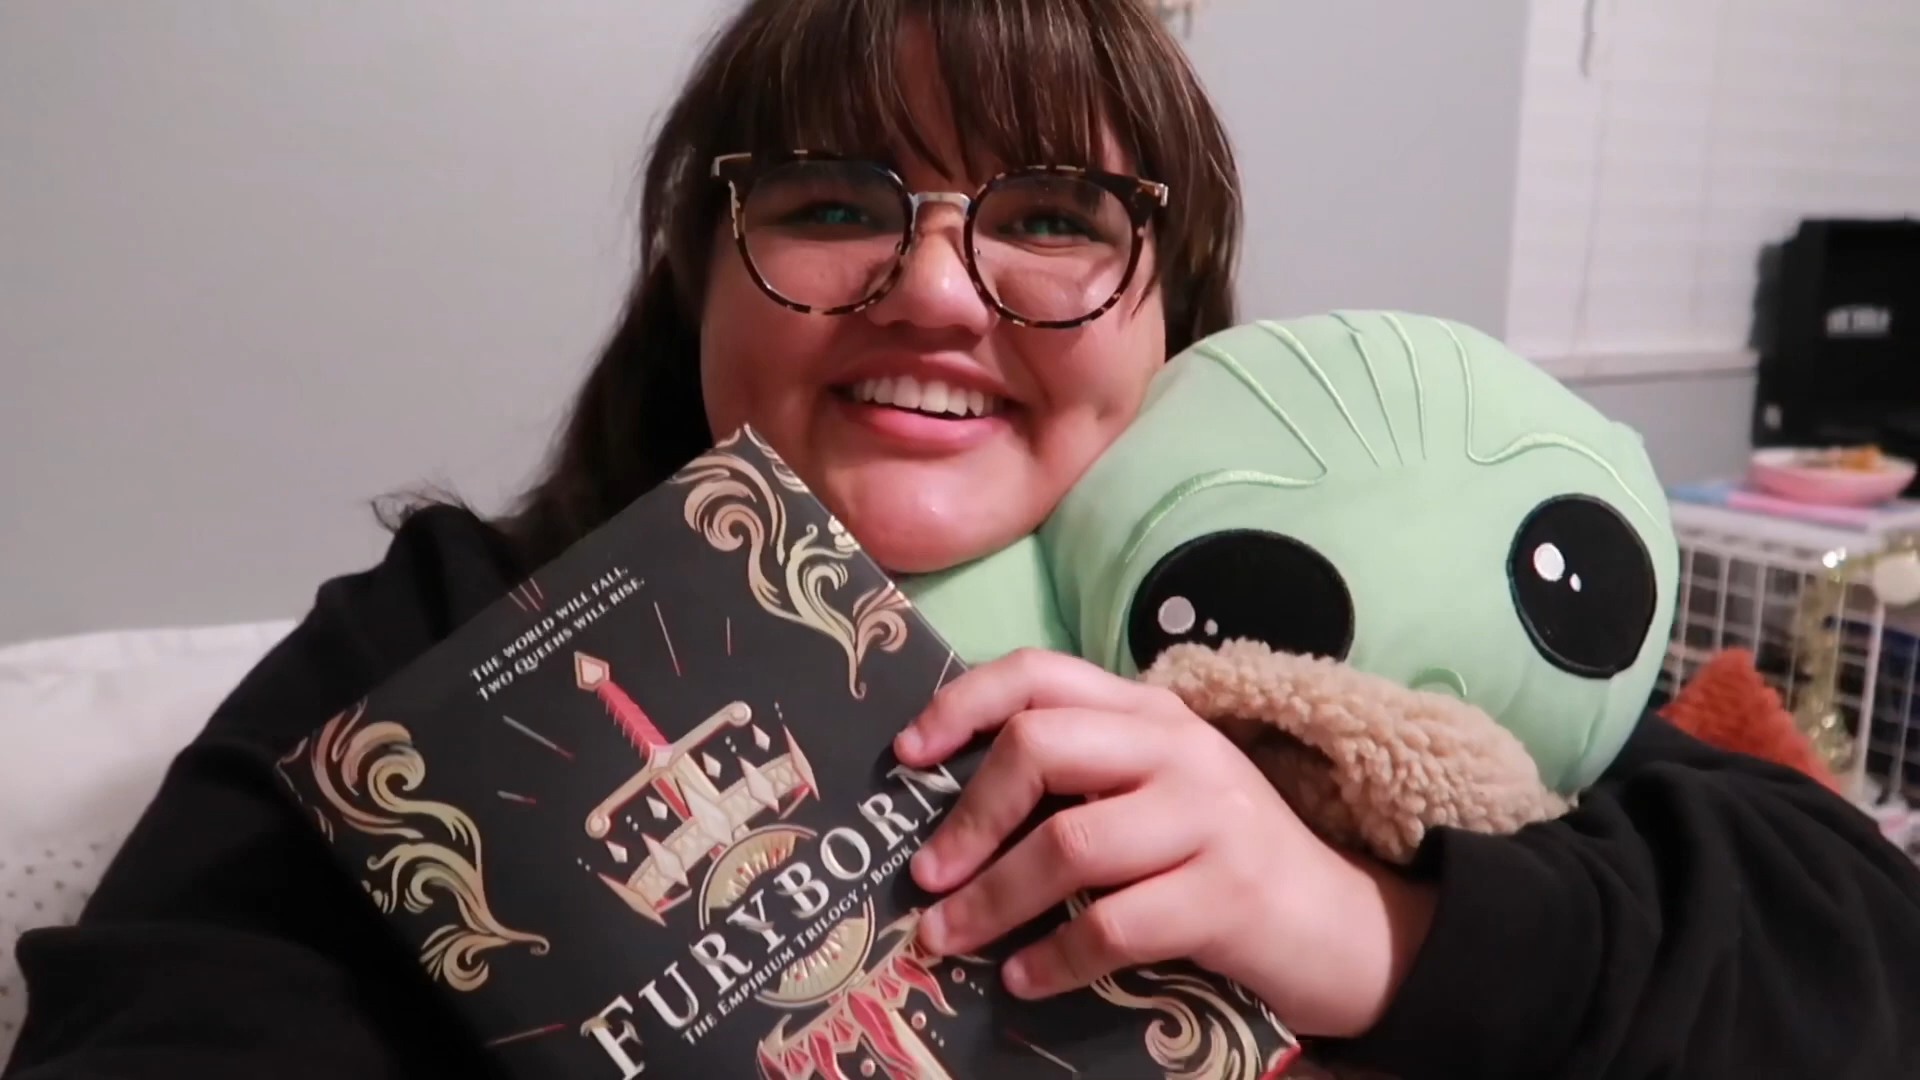 THE WORLD WILL FALL.
TWO QUEENS WILL RISE.
FURYBORN
THE EMPIRIUM TRILOGY • BOOK